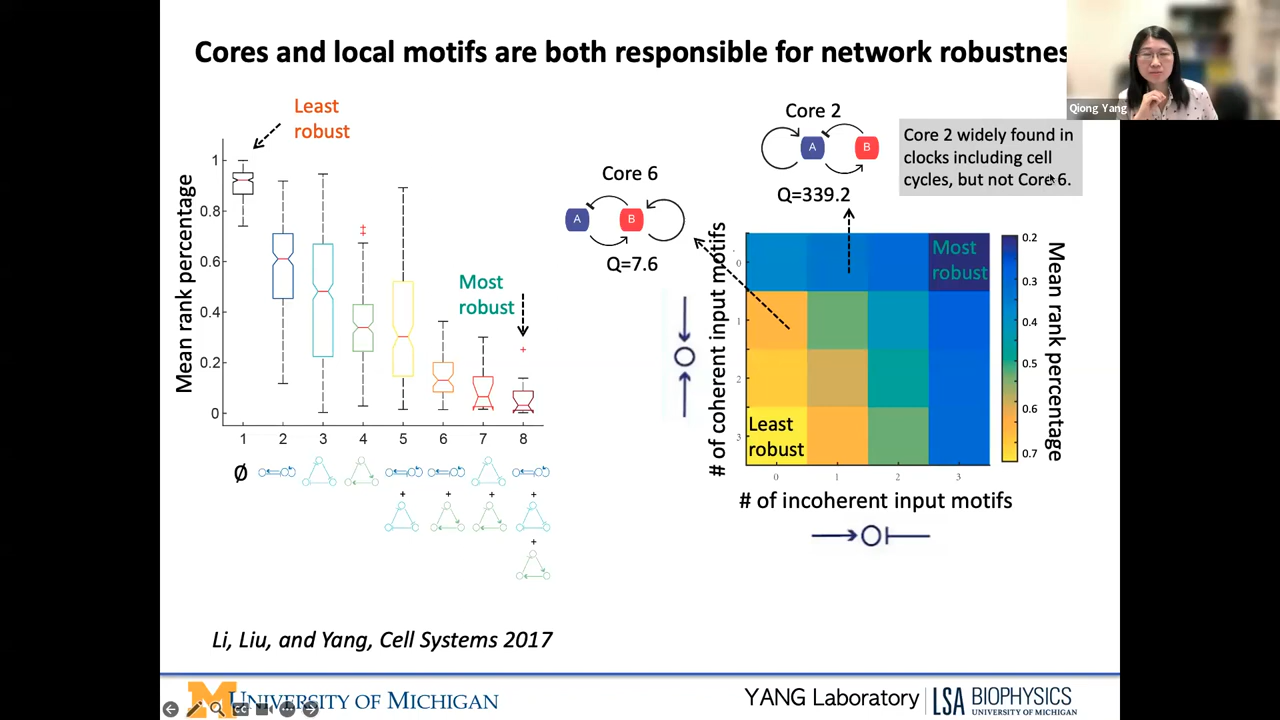 Cores and local motifs are both responsible for network robustnes
Qiong Yang
Least
robust
Mean rank percentage
1
0.8
0.6
0.4
0.2
0
1 2 3 4 5 6 7 8
Ø
+ + + +
+
Most
robust
Core 6
A B
Q=7.6
Core 2
A B
Q=339.2
Core 2 widely found in
clocks including cell
cycles, but not Core 6.
# of coherent input motifs
0
1
2
3
Most
robust
Least
robust
0 1 2 3
# of incoherent input motifs
0.2
0.3
0.4
0.5
0.6
0.7
Mean rank percentage
Li, Liu, and Yang, Cell Systems 2017
M UNIVERSITY OF MICHIGAN
YANG Laboratory LSA BIOPHYSICS
UNIVERSITY OF MICHIGAN